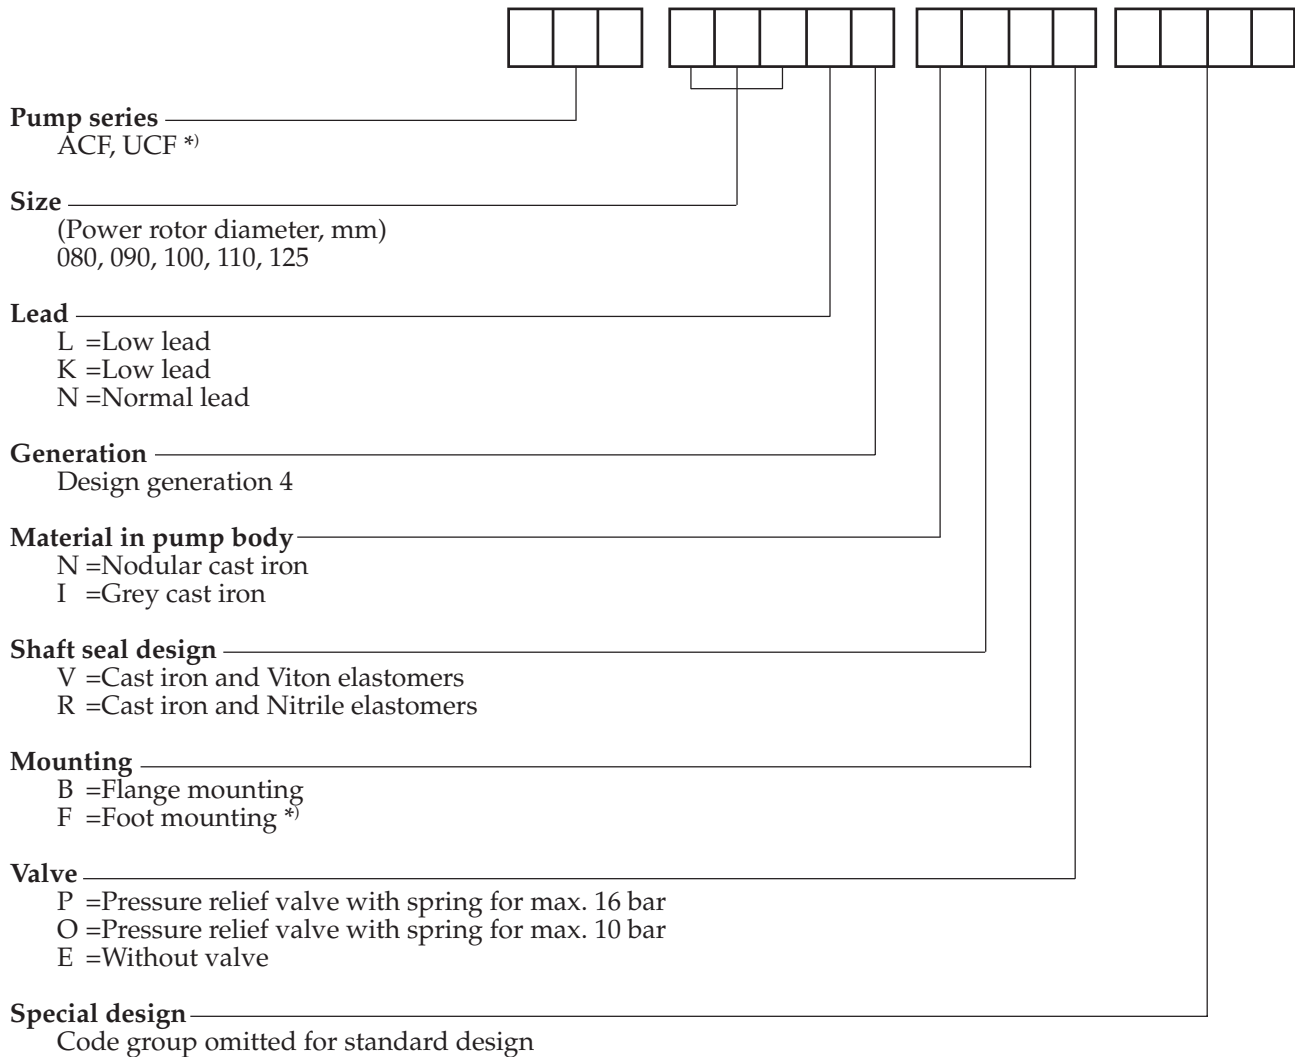 Pump series
ACF, UCF *)
Size
(Power rotor diameter, mm)
080, 090, 100, 110, 125
Lead
L =Low lead
K =Low lead
N =Normal lead
Generation
Design generation 4
Material in pump body
N =Nodular cast iron
I =Grey cast iron
Shaft seal design
V =Cast iron and Viton elastomers
R =Cast iron and Nitrile elastomers
Mounting
B =Flange mounting
F =Foot mounting *)
Valve
P =Pressure relief valve with spring for max. 16 bar
O =Pressure relief valve with spring for max. 10 bar
E =Without valve
Special design
Code group omitted for standard design